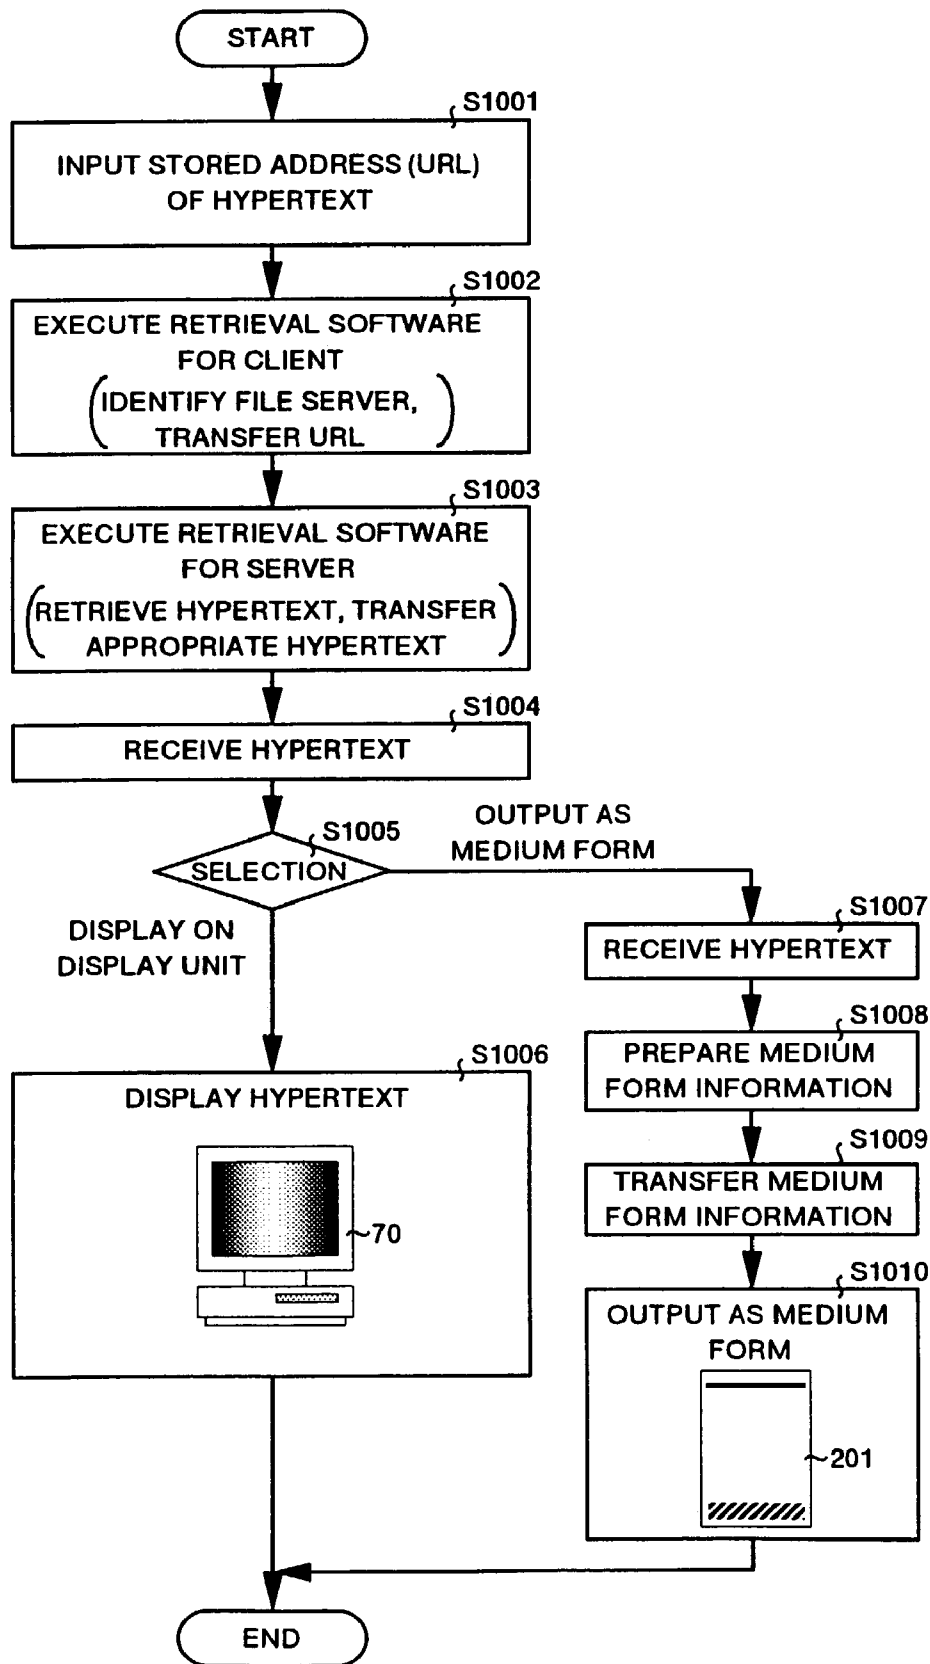 START
S1001
INPUT STORED ADDRESS (URL)
OF HYPERTEXT
S1002
EXECUTE RETRIEVAL SOFTWARE
FOR CLIENT
(IDENTIFY FILE SERVER,
TRANSFER URL)
S1003
EXECUTE RETRIEVAL SOFTWARE
FOR SERVER
(RETRIEVE HYPERTEXT, TRANSFER
APPROPRIATE HYPERTEXT)
S1004
RECEIVE HYPERTEXT
S1005
SELECTION
OUTPUT AS
MEDIUM FORM
DISPLAY ON
DISPLAY UNIT
S1006
DISPLAY HYPERTEXT
70
S1007
RECEIVE HYPERTEXT
S1008
PREPARE MEDIUM
FORM INFORMATION
S1009
TRANSFER MEDIUM
FORM INFORMATION
S1010
OUTPUT AS MEDIUM
FORM
201
END